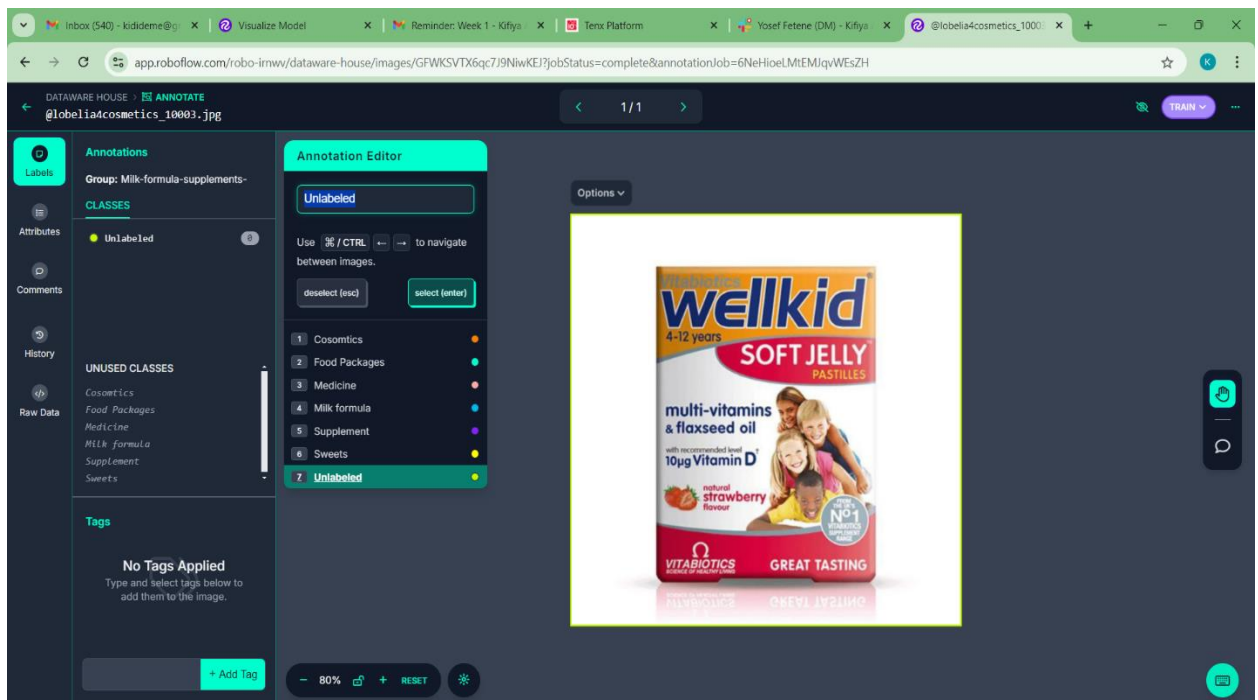 Inbox (540) - kidideme@g
Visualize Model
Reminder: Week 1 - Kifiya
Tenx Platform
Yosef Fetene (DM) - Kifiya
@lobelia4cosmetics_1000
app.roboflow.com/robo-irnwv/dataware-house/images/GFWKSVTX6qc7J9NiwKEJ?jobStatus=complete&annotationJob=6NeHioeLMtEMJqvWEsZH
K
DATAWARE HOUSE > ANNOTATE
@lobelia4cosmetics_10003.jpg
1/1
TRAIN
Labels
Attributes
Comments
History
Raw Data
Annotations
Group: Milk-formula-supplements-
CLASSES
Unlabeled 0
UNUSED CLASSES
Cosomtics
Food Packages
Medicine
Milk formula
Supplement
Sweets
Tags
No Tags Applied
Type and select tags below to
add them to the image.
+ Add Tag
Annotation Editor
Unlabeled
Use ⌘ / CTRL ← → to navigate
between images.
deselect (esc)
select (enter)
1 Cosomtics
2 Food Packages
3 Medicine
4 Milk formula
5 Supplement
6 Sweets
7 Unlabeled
- 80% + RESET
Options
Vitabiotics
wellkid
4-12 years
SOFT JELLY
PASTILLES
multi-vitamins
& flaxseed oil
with recommended level
10µg Vitamin D
natural
strawberry
flavour
Nº1
VITABIOTICS
SCIENCE OF HEALTHY LIVING
GREAT TASTING